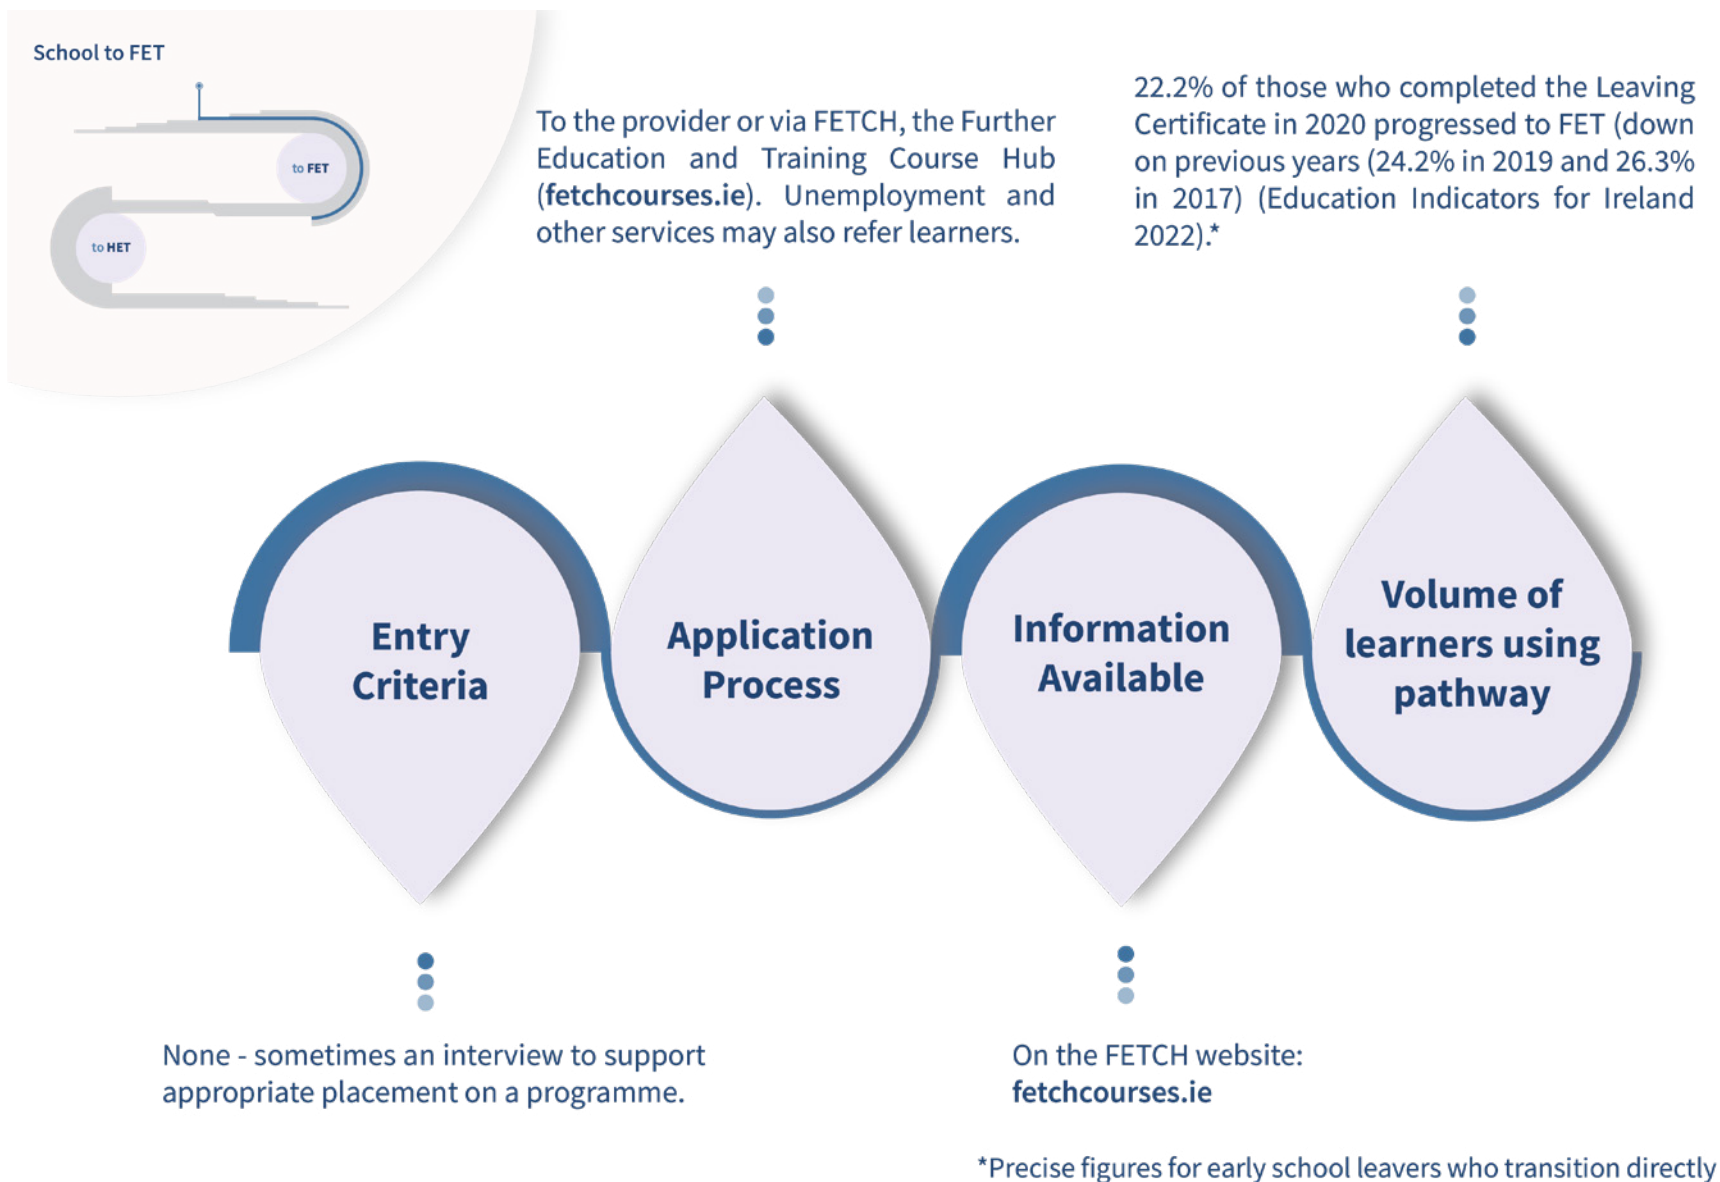 School to FET
to FET
to HET
To the provider or via FETCH, the Further
Education and Training Course Hub
(fetchcourses.ie). Unemployment and
other services may also refer learners.
22.2% of those who completed the Leaving
Certificate in 2020 progressed to FET (down
on previous years (24.2% in 2019 and 26.3%
in 2017) (Education Indicators for Ireland
2022).*
Entry
Criteria
Application
Process
Information
Available
Volume of
learners using
pathway
None - sometimes an interview to support
appropriate placement on a programme.
On the FETCH website:
fetchcourses.ie
*Precise figures for early school leavers who transition directly